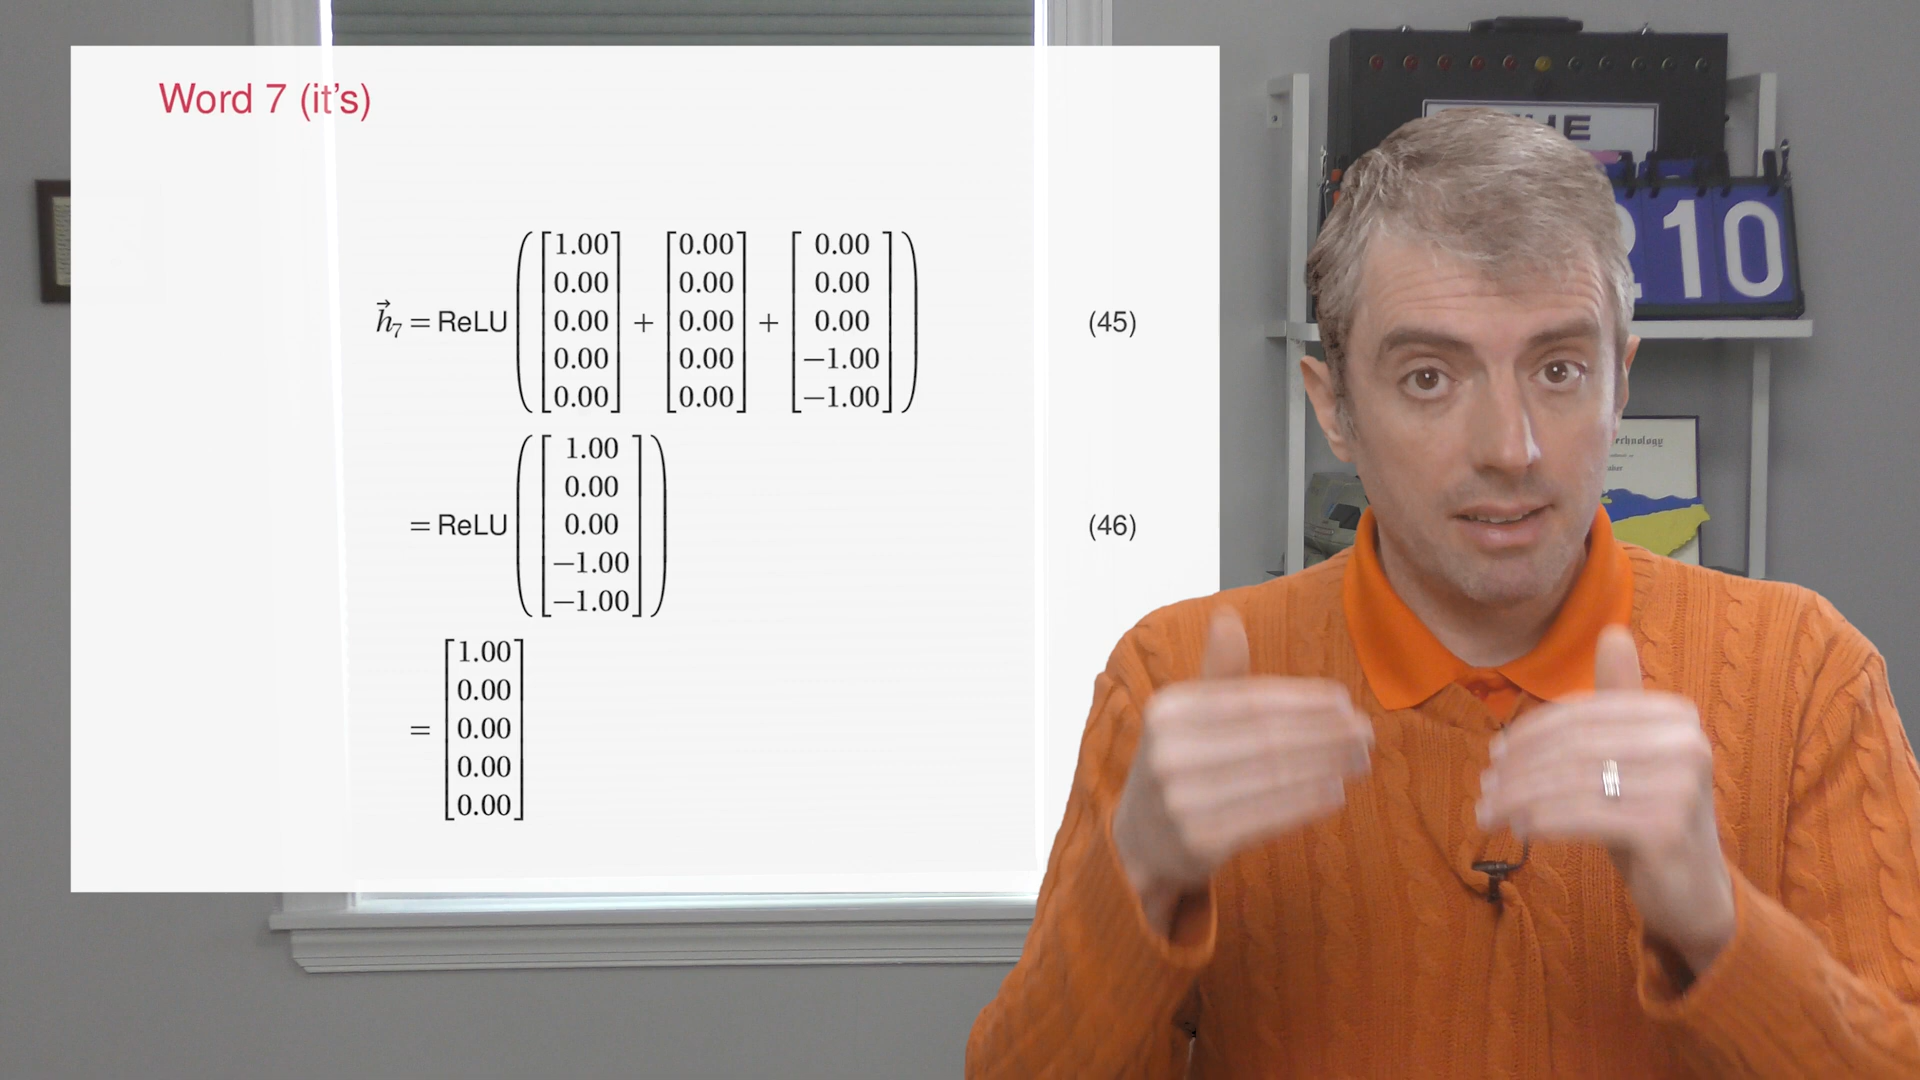 Word 7 (it's)
h⃗₇ = ReLU ( [1.00 0.00 0.00 0.00 0.00] + [0.00 0.00 0.00 0.00 0.00] + [0.00 0.00 0.00 −1.00 −1.00] ) (45)
= ReLU ( [1.00 0.00 0.00 −1.00 −1.00] ) (46)
= [1.00 0.00 0.00 0.00 0.00]
210